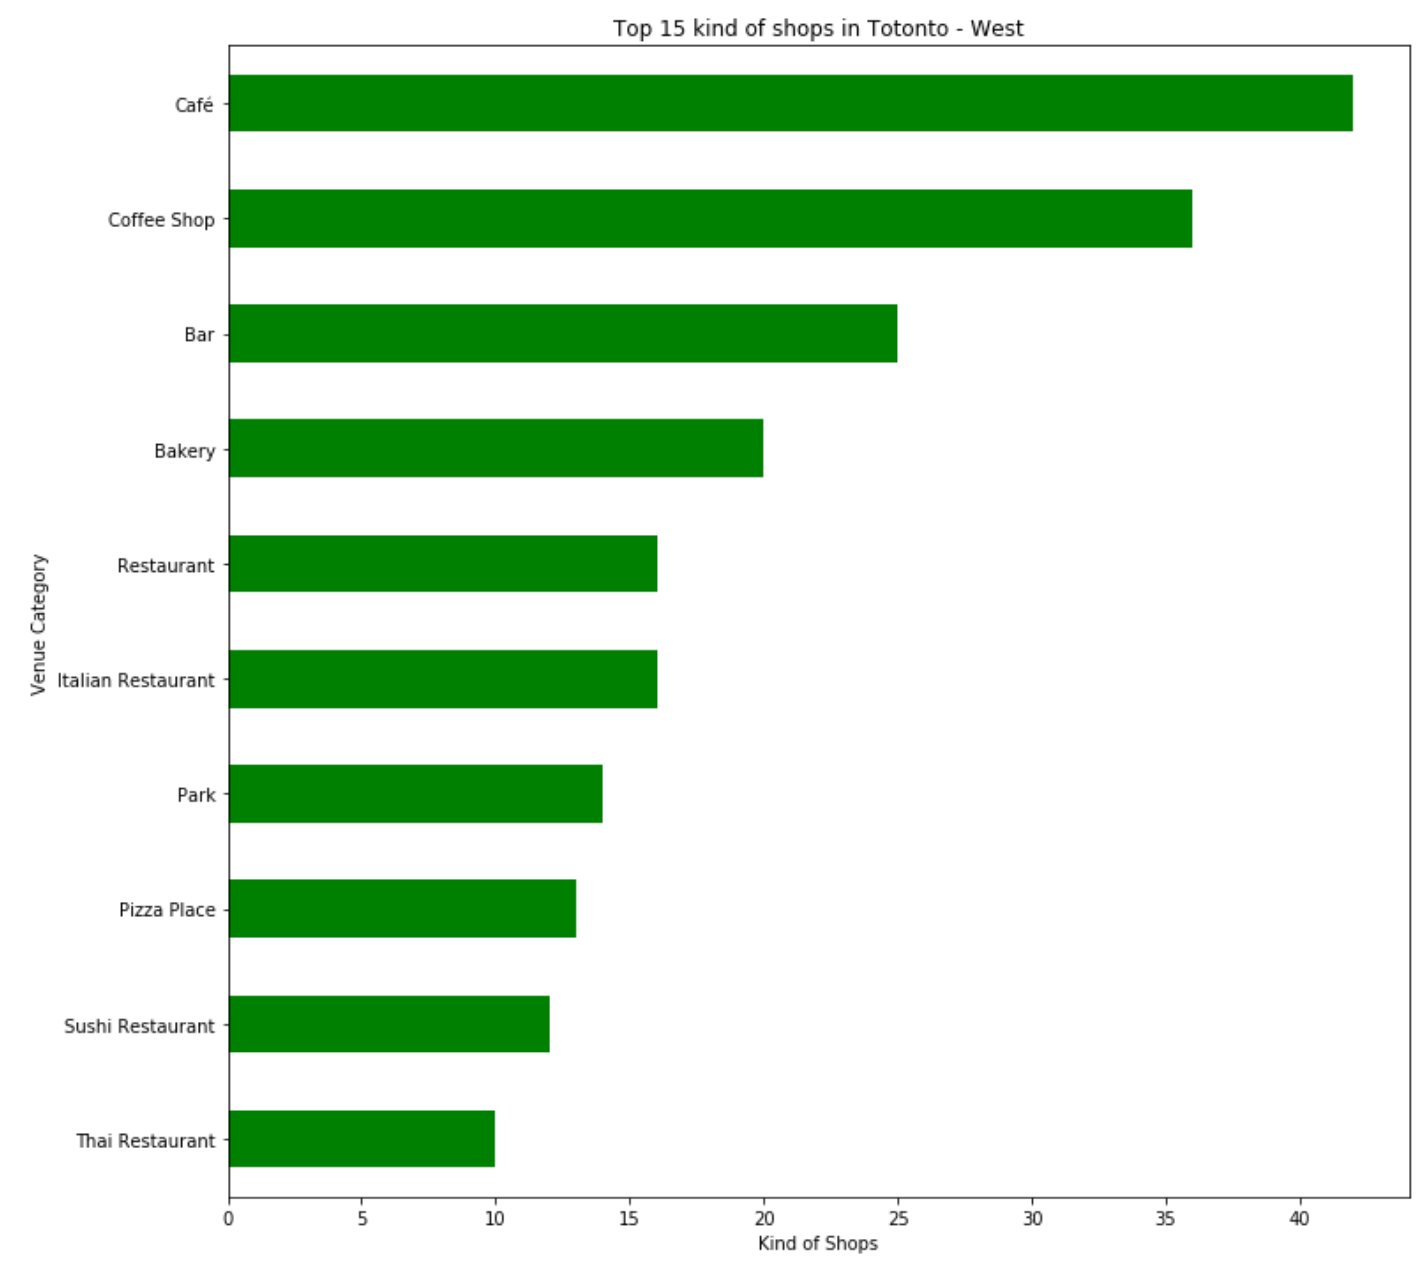 Top 15 kind of shops in Totonto - West
Café
Coffee Shop
Bar
Bakery
Restaurant
Italian Restaurant
Park
Pizza Place
Sushi Restaurant
Thai Restaurant
Venue Category
0 5 10 15 20 25 30 35 40
Kind of Shops